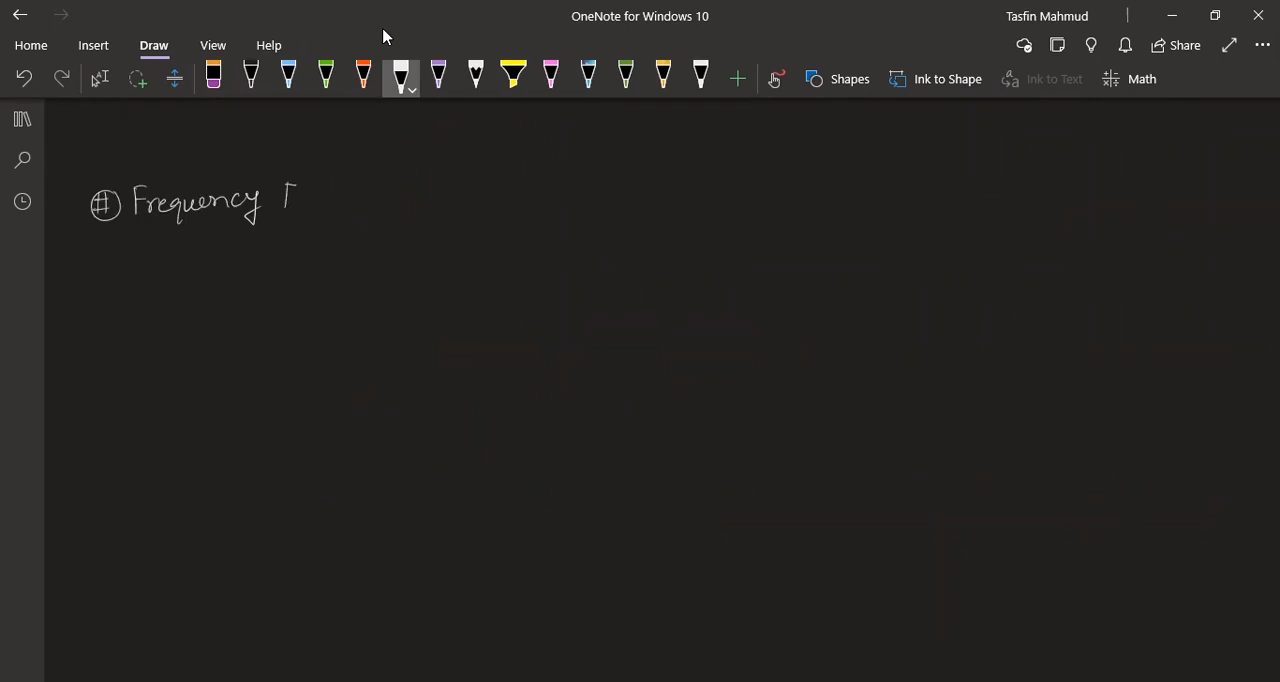 OneNote for Windows 10
Tasfin Mahmud
Home Insert Draw View Help
Share
Shapes Ink to Shape Ink to Text Math
# Frequency